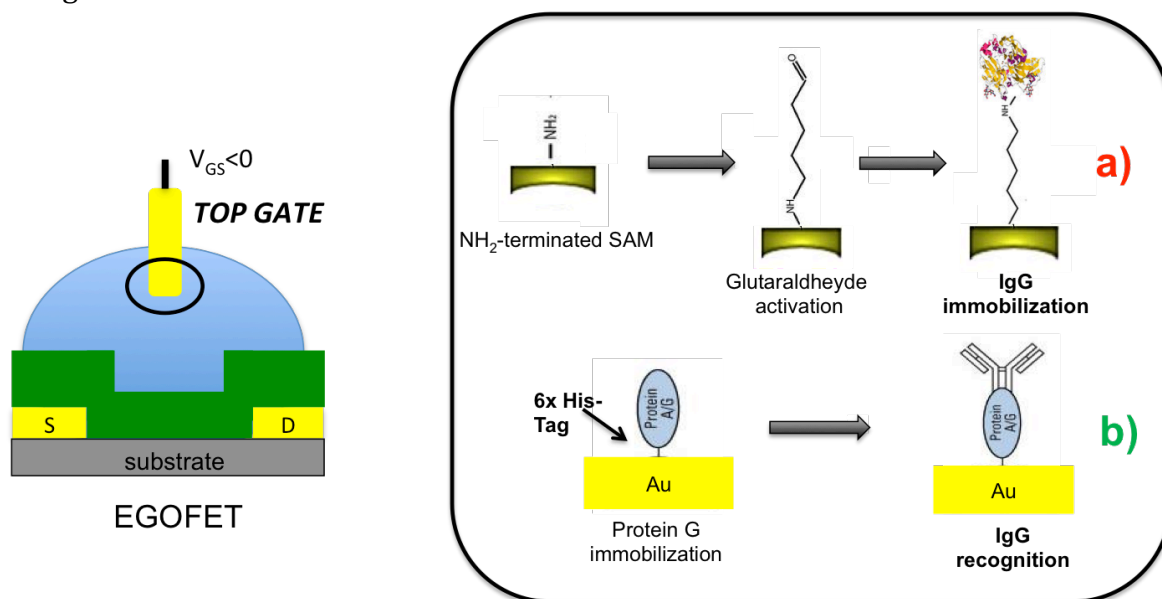 V_GS<0
TOP GATE
S
D
substrate
EGOFET
NH₂
NH₂-terminated SAM
O
NH
Glutaraldheyde
activation
NH
IgG
immobilization
a)
6x His-
Tag
Protein
A/G
Au
Protein G
immobilization
Protein
A/G
Au
IgG
recognition
b)